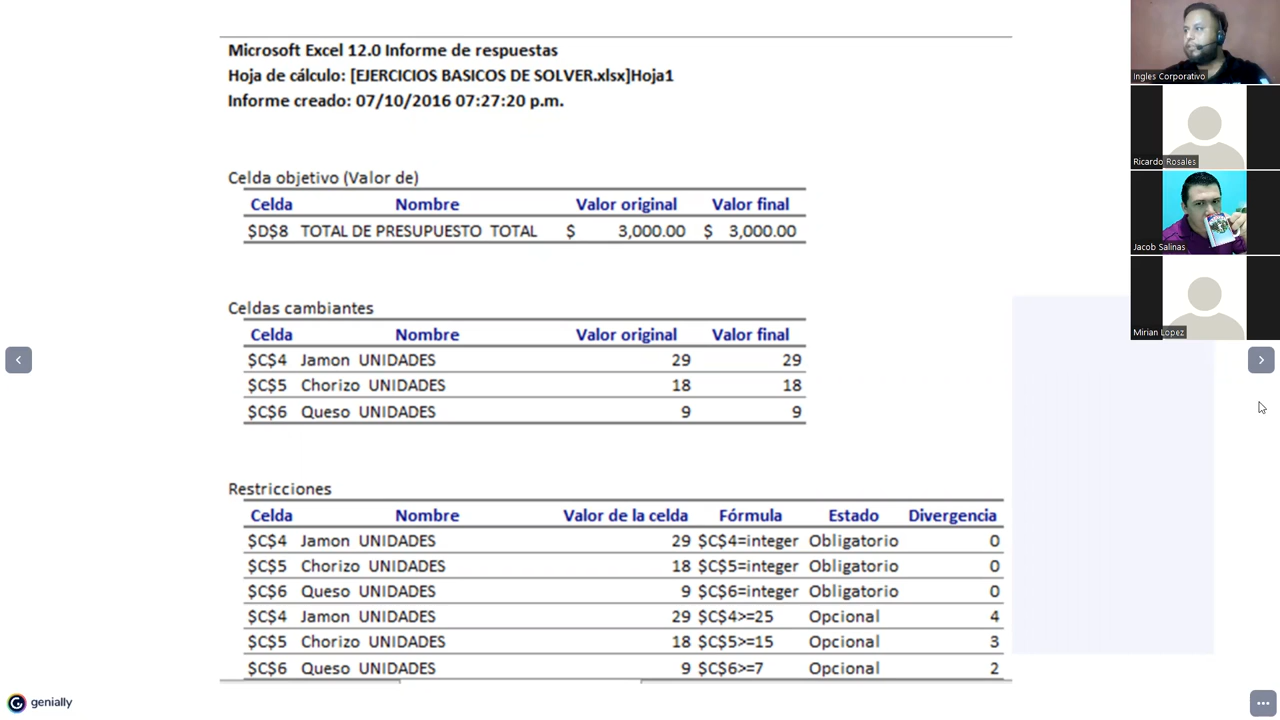 Microsoft Excel 12.0 Informe de respuestas
Hoja de cálculo: [EJERCICIOS BASICOS DE SOLVER.xlsx]Hoja1
Informe creado: 07/10/2016 07:27:20 p.m.
Celda objetivo (Valor de)
Celda Nombre Valor original Valor final
$D$8 TOTAL DE PRESUPUESTO TOTAL $ 3,000.00 $ 3,000.00
Celdas cambiantes
Celda Nombre Valor original Valor final
$C$4 Jamon UNIDADES 29 29
$C$5 Chorizo UNIDADES 18 18
$C$6 Queso UNIDADES 9 9
Restricciones
Celda Nombre Valor de la celda Fórmula Estado Divergencia
$C$4 Jamon UNIDADES 29 $C$4=integer Obligatorio 0
$C$5 Chorizo UNIDADES 18 $C$5=integer Obligatorio 0
$C$6 Queso UNIDADES 9 $C$6=integer Obligatorio 0
$C$4 Jamon UNIDADES 29 $C$4>=25 Opcional 4
$C$5 Chorizo UNIDADES 18 $C$5>=15 Opcional 3
$C$6 Queso UNIDADES 9 $C$6>=7 Opcional 2
Ingles Corporativo
Ricardo Rosales
Jacob Salinas
Mirian Lopez
genially